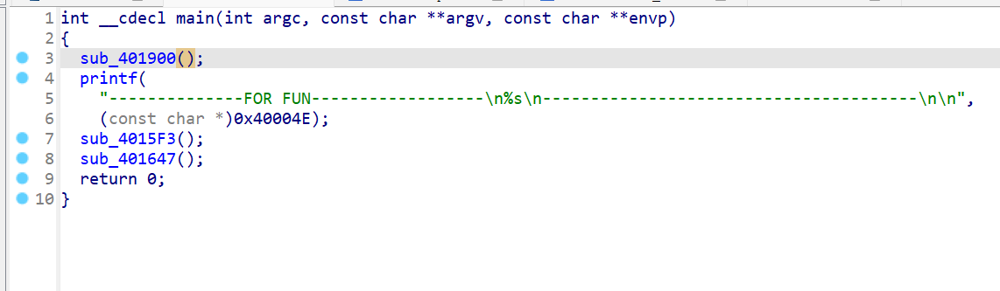 1 int __cdecl main(int argc, const char **argv, const char **envp)
2 {
3   sub_401900();
4   printf(
5     "--------------FOR FUN------------------\n%s\n---------------------------------------\n\n",
6     (const char *)0x40004E);
7   sub_4015F3();
8   sub_401647();
9   return 0;
10 }